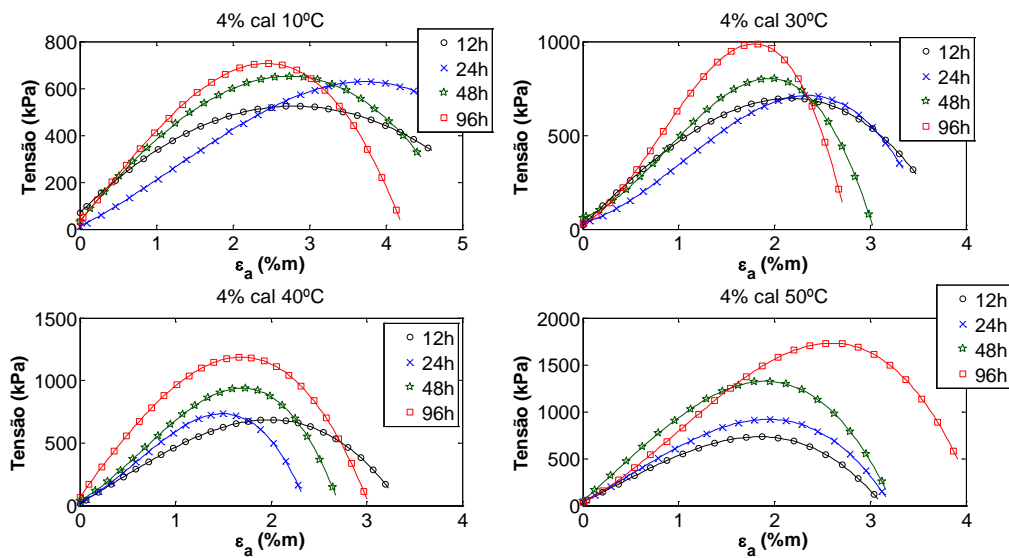 4% cal 10ºC
Tensão (kPa)
800
600
400
200
0
0 1 2 3 4 5
εa (%m)
12h
24h
48h
96h
4% cal 30ºC
Tensão (kPa)
1000
500
0
0 1 2 3 4
εa (%m)
12h
24h
48h
96h
4% cal 40ºC
Tensão (kPa)
1500
1000
500
0
0 1 2 3 4
εa (%m)
12h
24h
48h
96h
4% cal 50ºC
Tensão (kPa)
2000
1500
1000
500
0
0 1 2 3 4
εa (%m)
12h
24h
48h
96h